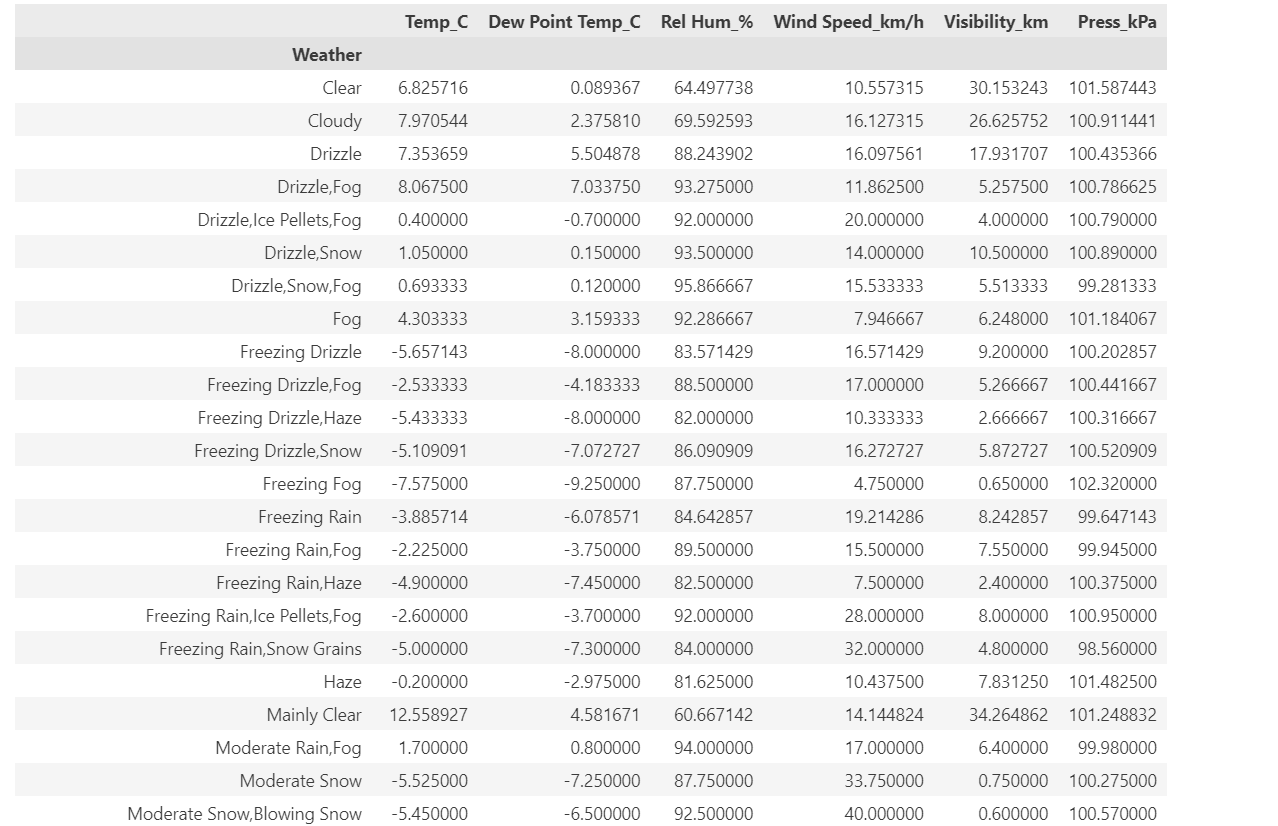 Temp_C Dew Point Temp_C Rel Hum_% Wind Speed_km/h Visibility_km Press_kPa
Weather
Clear 6.825716 0.089367 64.497738 10.557315 30.153243 101.587443
Cloudy 7.970544 2.375810 69.592593 16.127315 26.625752 100.911441
Drizzle 7.353659 5.504878 88.243902 16.097561 17.931707 100.435366
Drizzle,Fog 8.067500 7.033750 93.275000 11.862500 5.257500 100.786625
Drizzle,Ice Pellets,Fog 0.400000 -0.700000 92.000000 20.000000 4.000000 100.790000
Drizzle,Snow 1.050000 0.150000 93.500000 14.000000 10.500000 100.890000
Drizzle,Snow,Fog 0.693333 0.120000 95.866667 15.533333 5.513333 99.281333
Fog 4.303333 3.159333 92.286667 7.946667 6.248000 101.184067
Freezing Drizzle -5.657143 -8.000000 83.571429 16.571429 9.200000 100.202857
Freezing Drizzle,Fog -2.533333 -4.183333 88.500000 17.000000 5.266667 100.441667
Freezing Drizzle,Haze -5.433333 -8.000000 82.000000 10.333333 2.666667 100.316667
Freezing Drizzle,Snow -5.109091 -7.072727 86.090909 16.272727 5.872727 100.520909
Freezing Fog -7.575000 -9.250000 87.750000 4.750000 0.650000 102.320000
Freezing Rain -3.885714 -6.078571 84.642857 19.214286 8.242857 99.647143
Freezing Rain,Fog -2.225000 -3.750000 89.500000 15.500000 7.550000 99.945000
Freezing Rain,Haze -4.900000 -7.450000 82.500000 7.500000 2.400000 100.375000
Freezing Rain,Ice Pellets,Fog -2.600000 -3.700000 92.000000 28.000000 8.000000 100.950000
Freezing Rain,Snow Grains -5.000000 -7.300000 84.000000 32.000000 4.800000 98.560000
Haze -0.200000 -2.975000 81.625000 10.437500 7.831250 101.482500
Mainly Clear 12.558927 4.581671 60.667142 14.144824 34.264862 101.248832
Moderate Rain,Fog 1.700000 0.800000 94.000000 17.000000 6.400000 99.980000
Moderate Snow -5.525000 -7.250000 87.750000 33.750000 0.750000 100.275000
Moderate Snow,Blowing Snow -5.450000 -6.500000 92.500000 40.000000 0.600000 100.570000